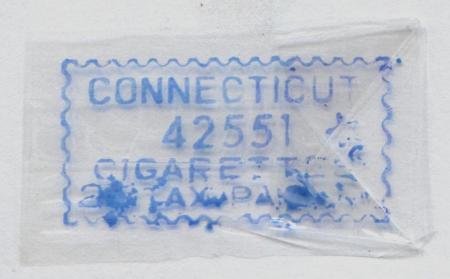 CONNECTICUT
42551
CIGARETTES
TAX